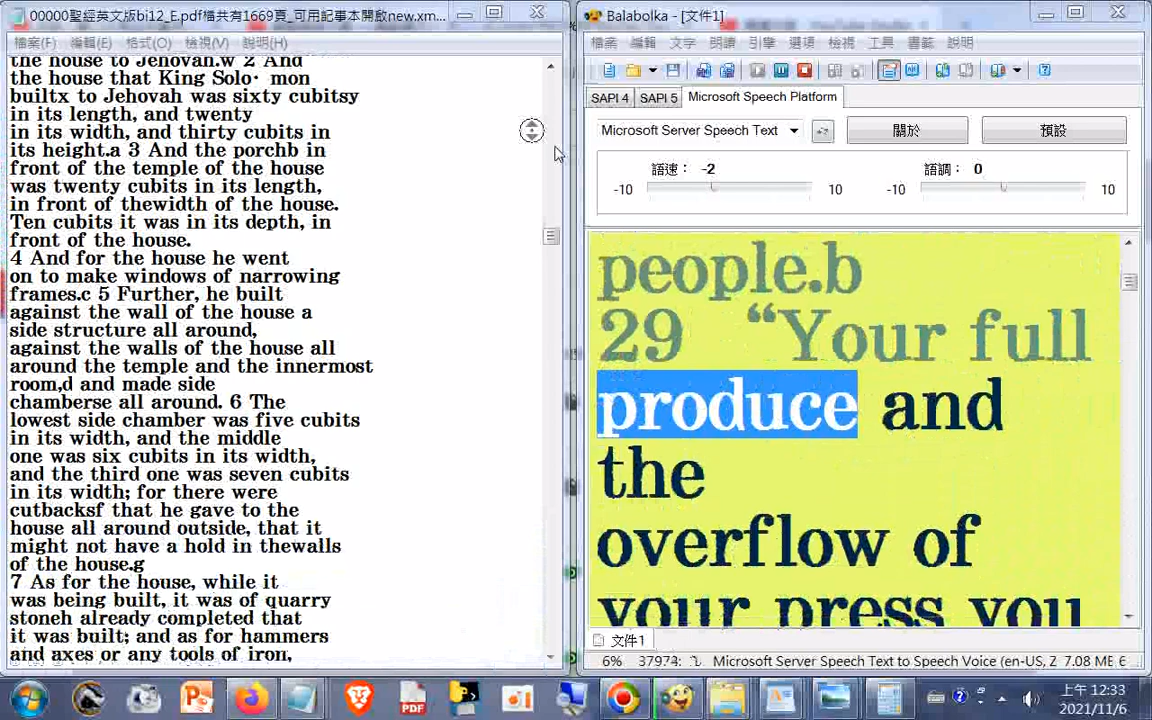 00000聖經英文版bi12_E.pdf檔共有1669頁_可用記事本開啟new.xm...
檔案(F) 編輯(E) 格式(O) 檢視(V) 說明(H)
the house to Jehovah.w 2 And
the house that King Solo· mon
builtx to Jehovah was sixty cubitsy
in its length, and twenty
in its width, and thirty cubits in
its height.a 3 And the porchb in
front of the temple of the house
was twenty cubits in its length,
in front of thewidth of the house.
Ten cubits it was in its depth, in
front of the house.
4 And for the house he went
on to make windows of narrowing
frames.c 5 Further, he built
against the wall of the house a
side structure all around,
against the walls of the house all
around the temple and the innermost
room,d and made side
chamberse all around. 6 The
lowest side chamber was five cubits
in its width, and the middle
one was six cubits in its width,
and the third one was seven cubits
in its width; for there were
cutbacksf that he gave to the
house all around outside, that it
might not have a hold in thewalls
of the house.g
7 As for the house, while it
was being built, it was of quarry
stoneh already completed that
it was built; and as for hammers
and axes or any tools of iron,
Balabolka - [文件1]
檔案 編輯 文字 朗讀 引擎 選項 檢視 工具 書籤 說明
SAPI 4 SAPI 5 Microsoft Speech Platform
Microsoft Server Speech Text 關於 預設
語速： -2 語調： 0
-10 10 -10 10
people.b
29 “Your full
produce and
the
overflow of
your press you
文件1
6% Microsoft Server Speech Text to Speech Voice (en-US, Z 7.08 MB 6
上午 12:33
2021/11/6